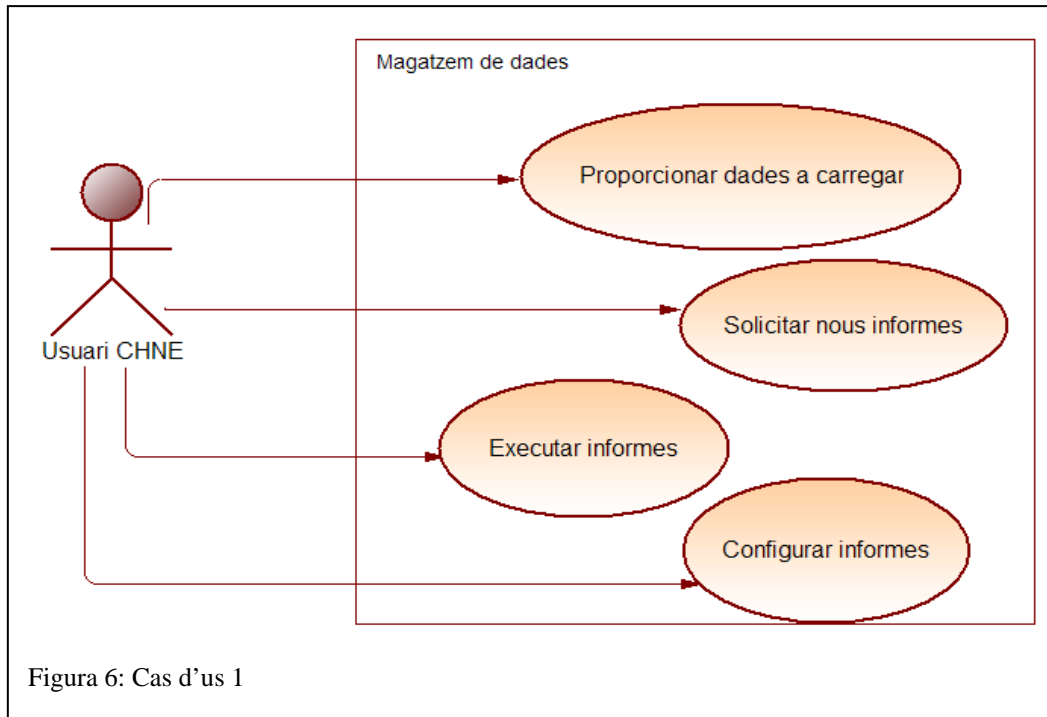 Magatzem de dades
Proporcionar dades a carregar
Solicitar nous informes
Usuari CHNE
Executar informes
Configurar informes
Figura 6: Cas d'us 1